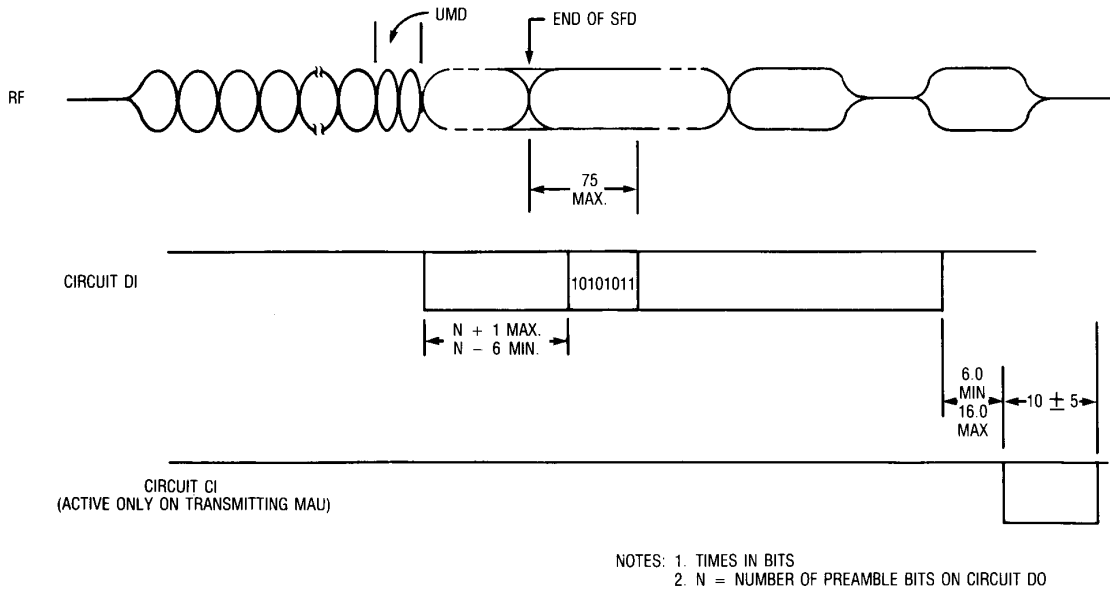 UMD
END OF SFD
RF
75
MAX.
CIRCUIT DI
10101011
N + 1 MAX.
N − 6 MIN.
6.0
MIN
16.0
MAX
10 ± 5
CIRCUIT CI
(ACTIVE ONLY ON TRANSMITTING MAU)
NOTES: 1. TIMES IN BITS
2. N = NUMBER OF PREAMBLE BITS ON CIRCUIT DO